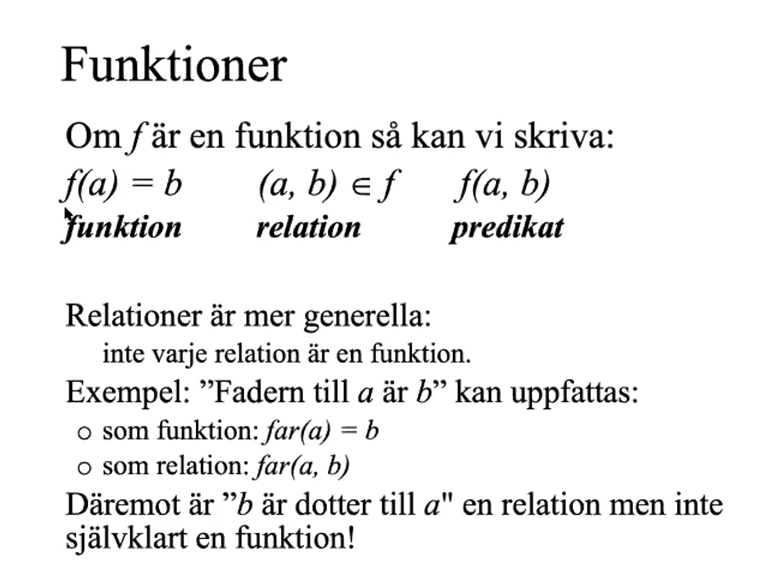 Funktioner
Om f är en funktion så kan vi skriva:
f(a) = b (a, b) ∈ f f(a, b)
funktion relation predikat
Relationer är mer generella:
inte varje relation är en funktion.
Exempel: ”Fadern till a är b” kan uppfattas:
o som funktion: far(a) = b
o som relation: far(a, b)
Däremot är ”b är dotter till a" en relation men inte
självklart en funktion!